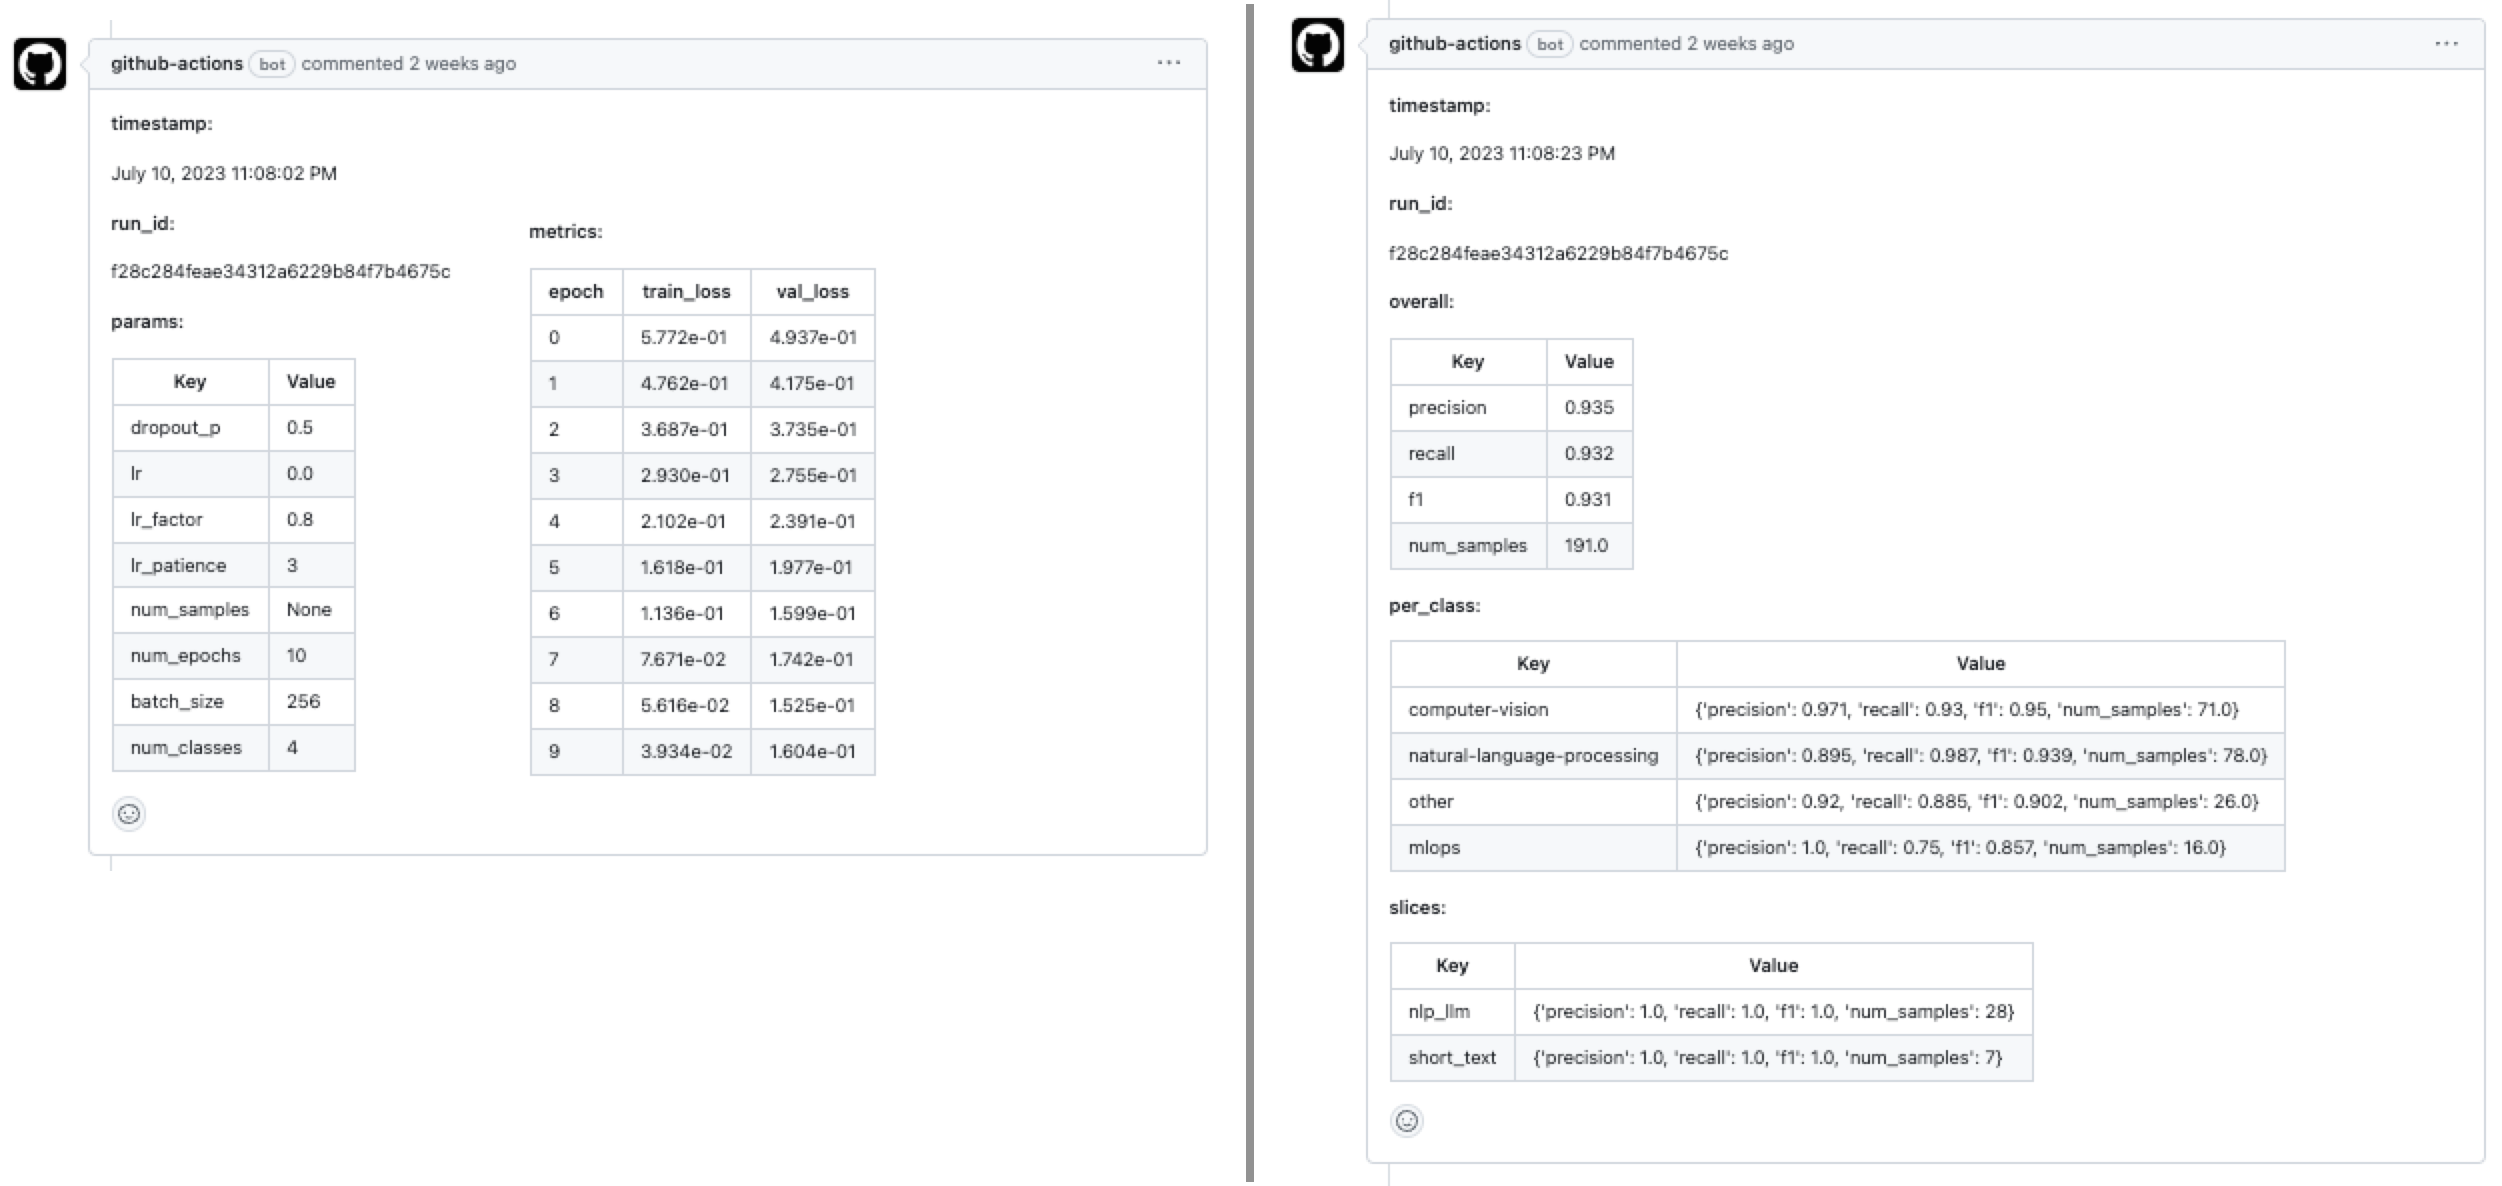 github-actions bot commented 2 weeks ago
timestamp:
July 10, 2023 11:08:02 PM
run_id:
f28c284feae34312a6229b84f7b4675c
params:
Key Value
dropout_p 0.5
lr 0.0
lr_factor 0.8
lr_patience 3
num_samples None
num_epochs 10
batch_size 256
num_classes 4
metrics:
epoch train_loss val_loss
0 5.772e-01 4.937e-01
1 4.762e-01 4.175e-01
2 3.687e-01 3.735e-01
3 2.930e-01 2.755e-01
4 2.102e-01 2.391e-01
5 1.618e-01 1.977e-01
6 1.136e-01 1.599e-01
7 7.671e-02 1.742e-01
8 5.616e-02 1.525e-01
9 3.934e-02 1.604e-01
github-actions bot commented 2 weeks ago
timestamp:
July 10, 2023 11:08:23 PM
run_id:
f28c284feae34312a6229b84f7b4675c
overall:
Key Value
precision 0.935
recall 0.932
f1 0.931
num_samples 191.0
per_class:
Key Value
computer-vision {'precision': 0.971, 'recall': 0.93, 'f1': 0.95, 'num_samples': 71.0}
natural-language-processing {'precision': 0.895, 'recall': 0.987, 'f1': 0.939, 'num_samples': 78.0}
other {'precision': 0.92, 'recall': 0.885, 'f1': 0.902, 'num_samples': 26.0}
mlops {'precision': 1.0, 'recall': 0.75, 'f1': 0.857, 'num_samples': 16.0}
slices:
Key Value
nlp_llm {'precision': 1.0, 'recall': 1.0, 'f1': 1.0, 'num_samples': 28}
short_text {'precision': 1.0, 'recall': 1.0, 'f1': 1.0, 'num_samples': 7}